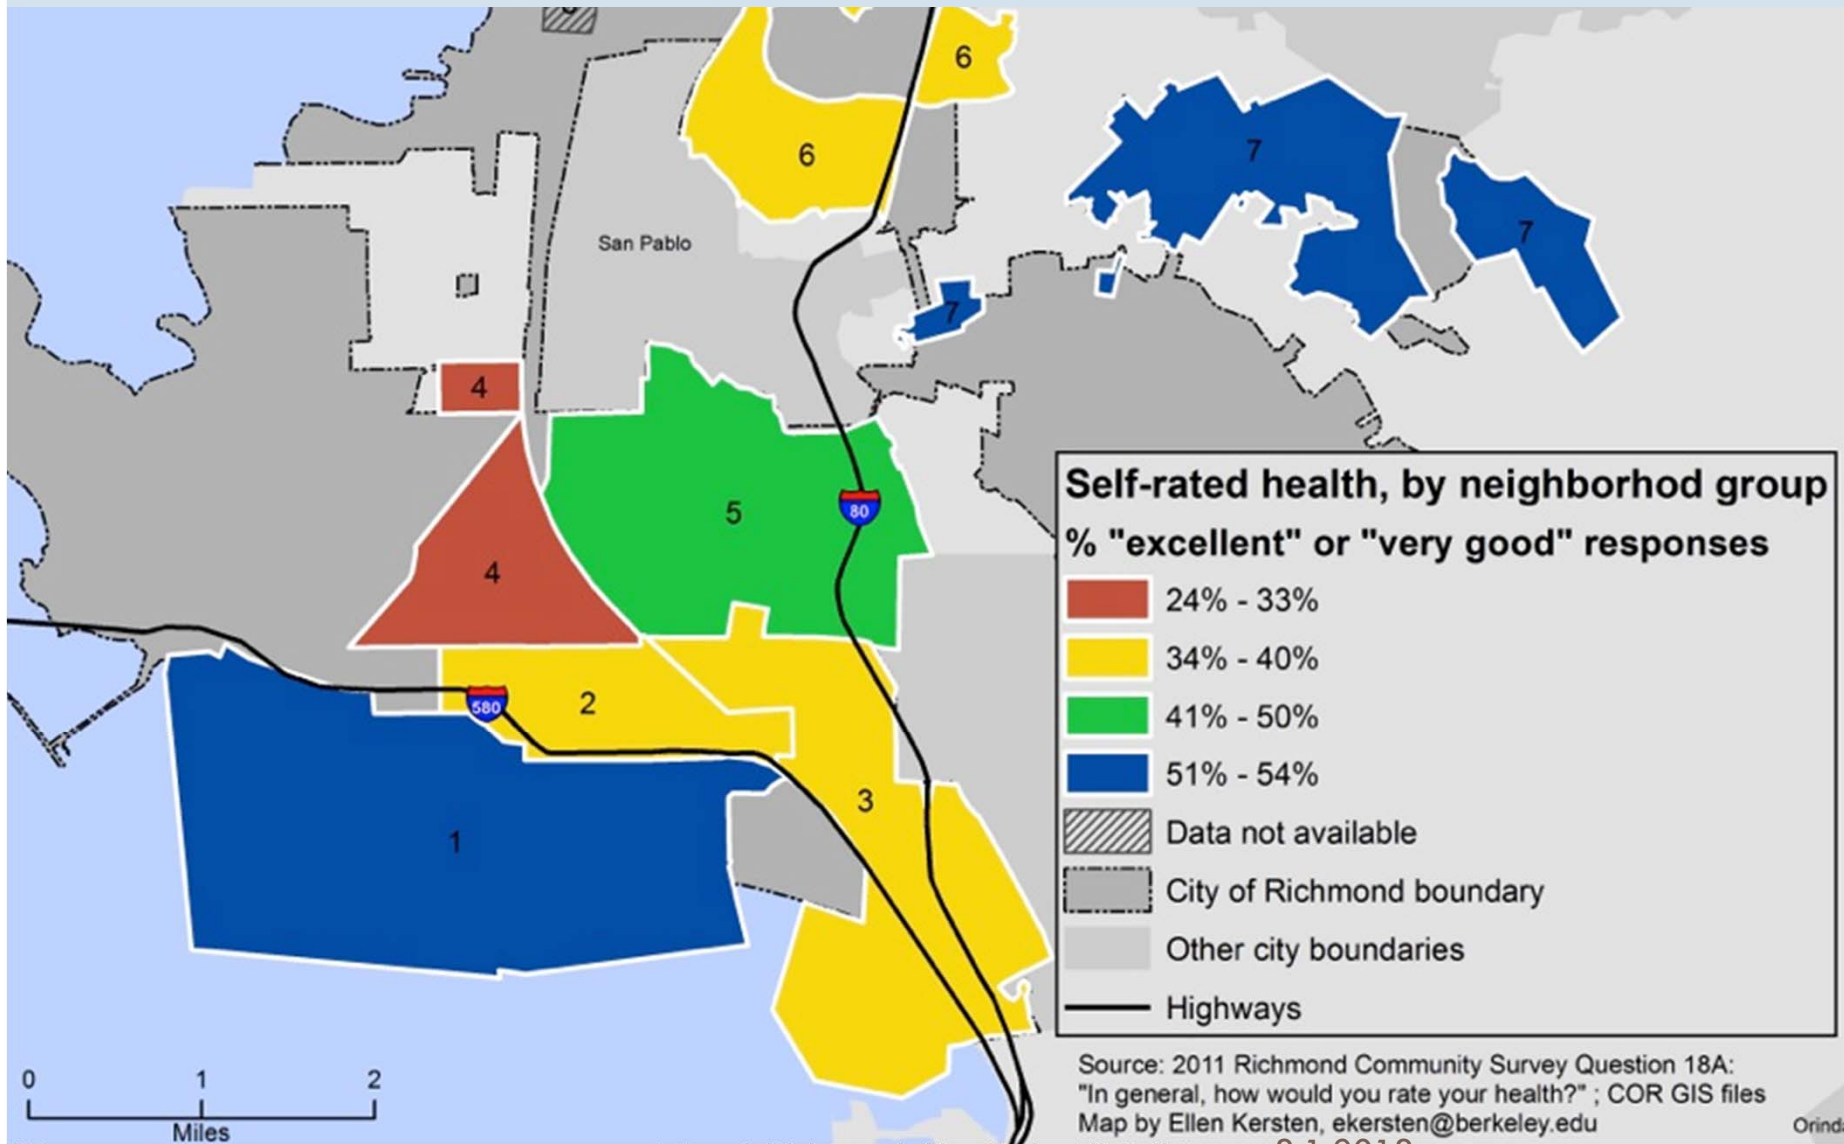 6
6
7
7
San Pablo
7
4
5
80
4
2
580
3
1
Self-rated health, by neighborhod group
% "excellent" or "very good" responses
24% - 33%
34% - 40%
41% - 50%
51% - 54%
Data not available
City of Richmond boundary
Other city boundaries
Highways
0 1 2
Miles
Source: 2011 Richmond Community Survey Question 18A:
"In general, how would you rate your health?" ; COR GIS files
Map by Ellen Kersten, ekersten@berkeley.edu
Orind